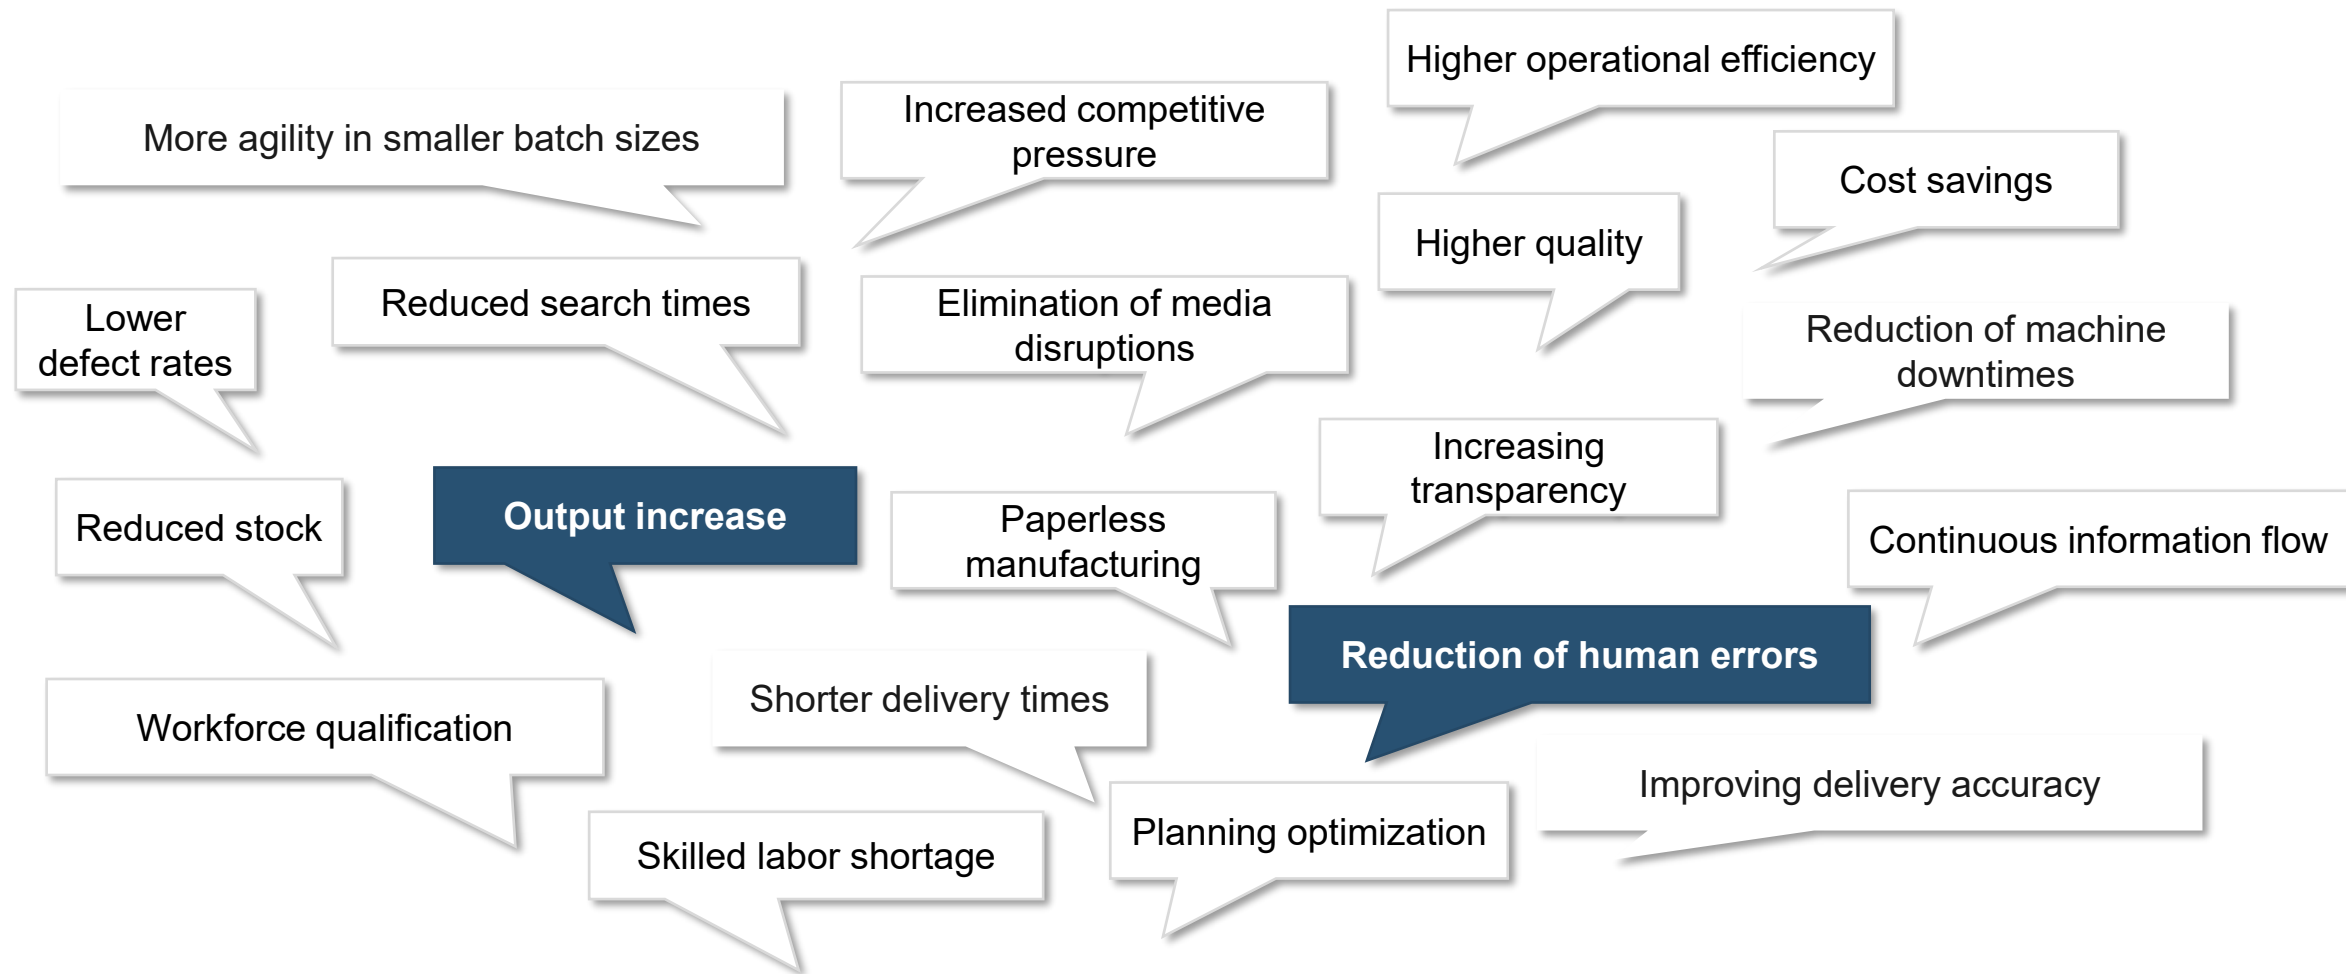 Higher operational efficiency
Increased competitive
pressure
More agility in smaller batch sizes
Cost savings
Higher quality
Reduced search times
Elimination of media
disruptions
Lower
defect rates
Reduction of machine
downtimes
Increasing
transparency
Output increase
Reduced stock
Paperless
manufacturing
Continuous information flow
Reduction of human errors
Shorter delivery times
Workforce qualification
Improving delivery accuracy
Planning optimization
Skilled labor shortage